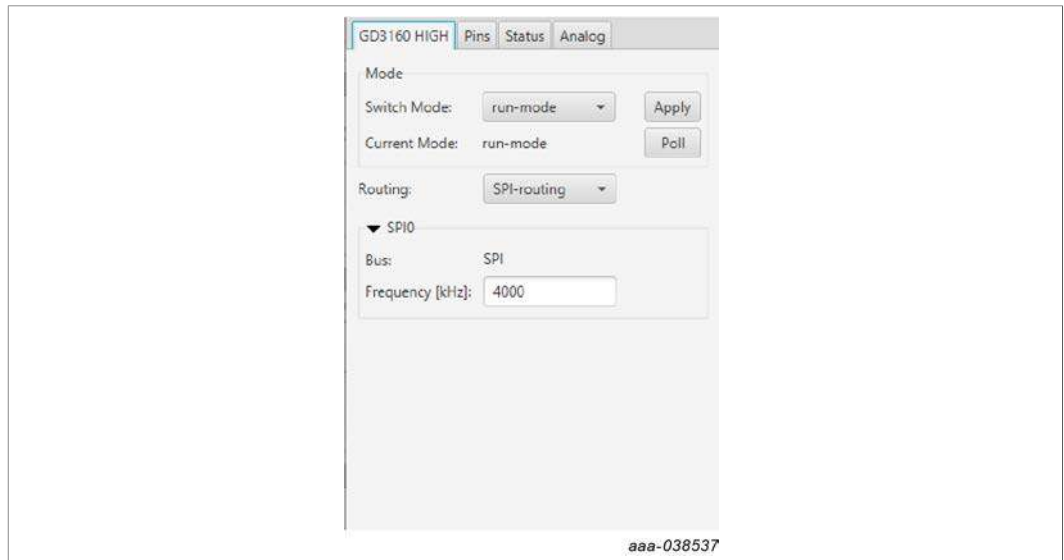 GD3160 HIGH Pins Status Analog
Mode
Switch Mode: run-mode Apply
Current Mode: run-mode Poll
Routing: SPI-routing
SPI0
Bus: SPI
Frequency [kHz]: 4000
aaa-038537